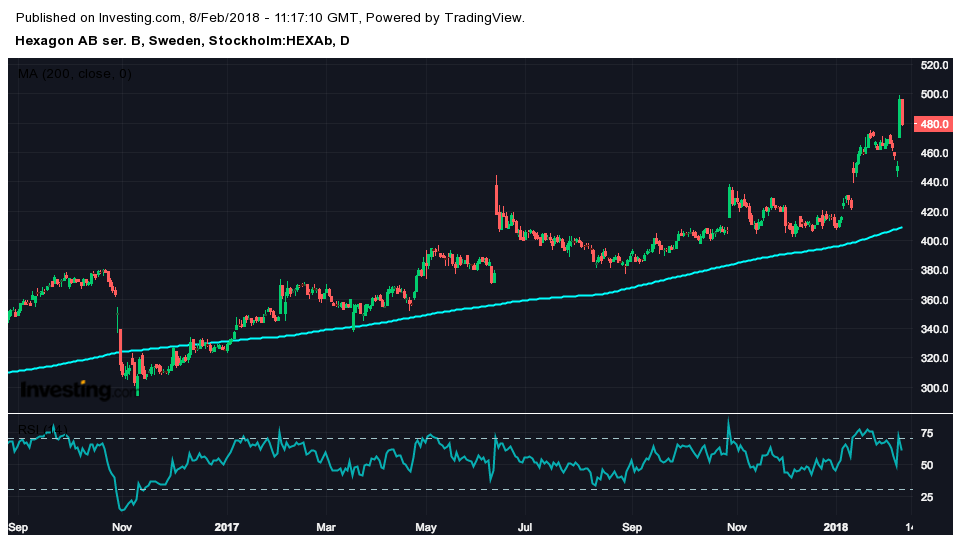 Published on Investing.com, 8/Feb/2018 - 11:17:10 GMT, Powered by TradingView.
Hexagon AB ser. B, Sweden, Stockholm:HEXAb, D
MA (200, close, 0)
520.0
500.0
480.0
460.0
440.0
420.0
400.0
380.0
360.0
340.0
320.0
300.0
Investing.com
RSI (14)
75
50
25
Sep
Nov
2017
Mar
May
Jul
Sep
Nov
2018